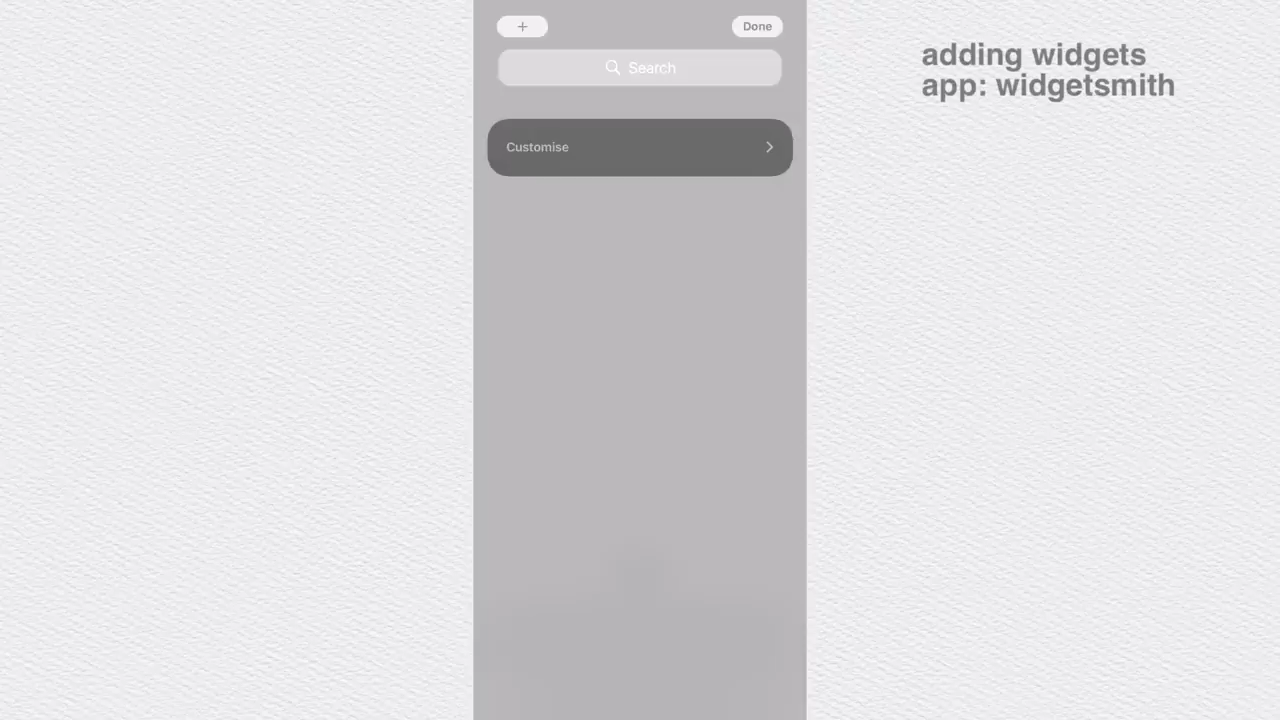 +
Done
Search
Customise
adding widgets
app: widgetsmith